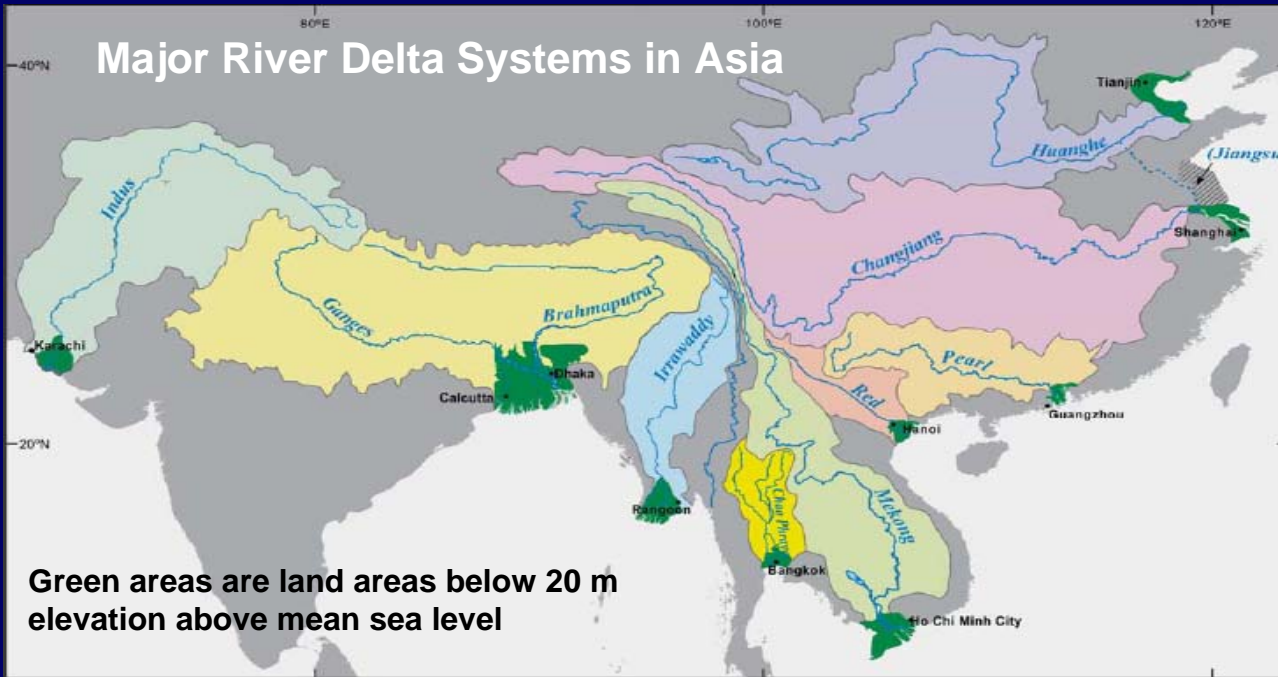 80°E
100°E
120°E
Major River Delta Systems in Asia
40°N
Tianjin
Huanghe
(Jiangsu
Indus
Shanghai
Changjiang
Ganges
Brahmaputra
Irrawaddy
Karachi
Pearl
Dhaka
Red
Calcutta
Guangzhou
Hanoi
20°N
Mekong
Chao Phraya
Rangoon
Bangkok
Green areas are land areas below 20 m
elevation above mean sea level
Ho Chi Minh City